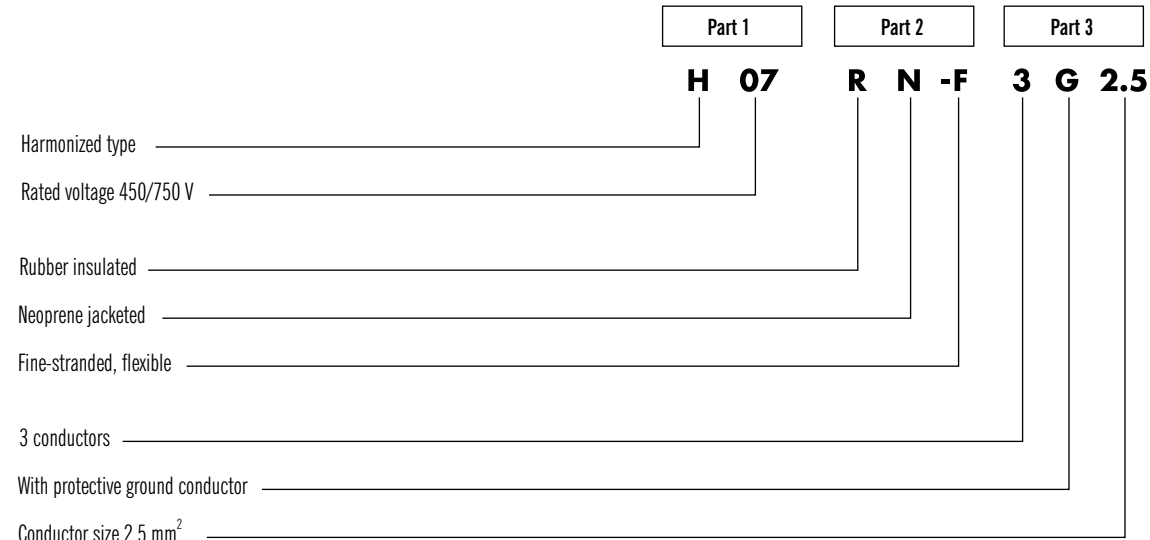 Part 1 Part 2 Part 3
H 07 R N -F 3 G 2.5
Harmonized type
Rated voltage 450/750 V
Rubber insulated
Neoprene jacketed
Fine-stranded, flexible
3 conductors
With protective ground conductor
Conductor size 2.5 mm²